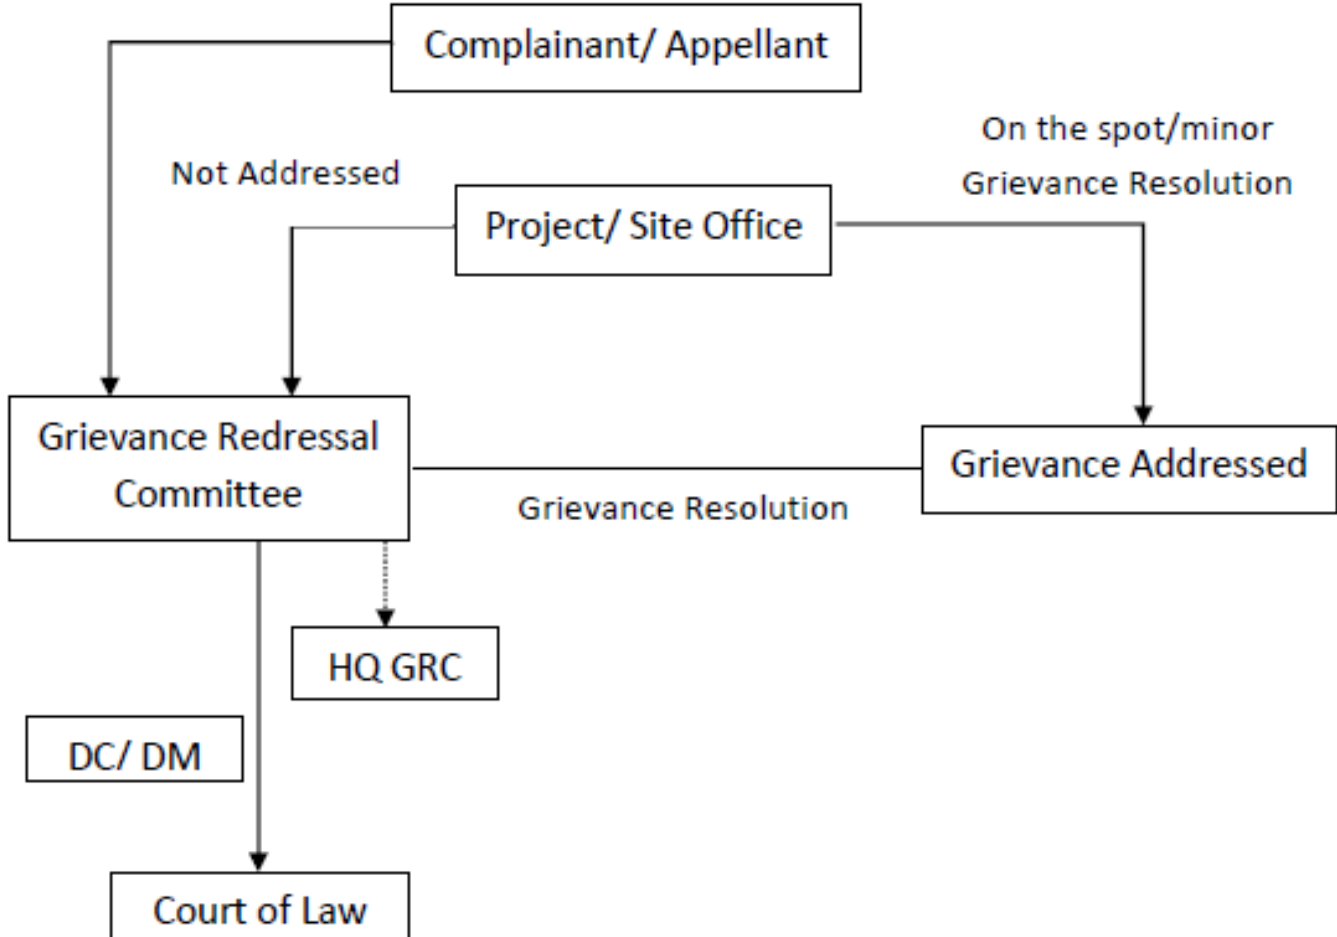 Complainant/ Appellant
On the spot/minor
Grievance Resolution
Not Addressed
Project/ Site Office
Grievance Redressal
Committee
Grievance Addressed
Grievance Resolution
HQ GRC
DC/ DM
Court of Law